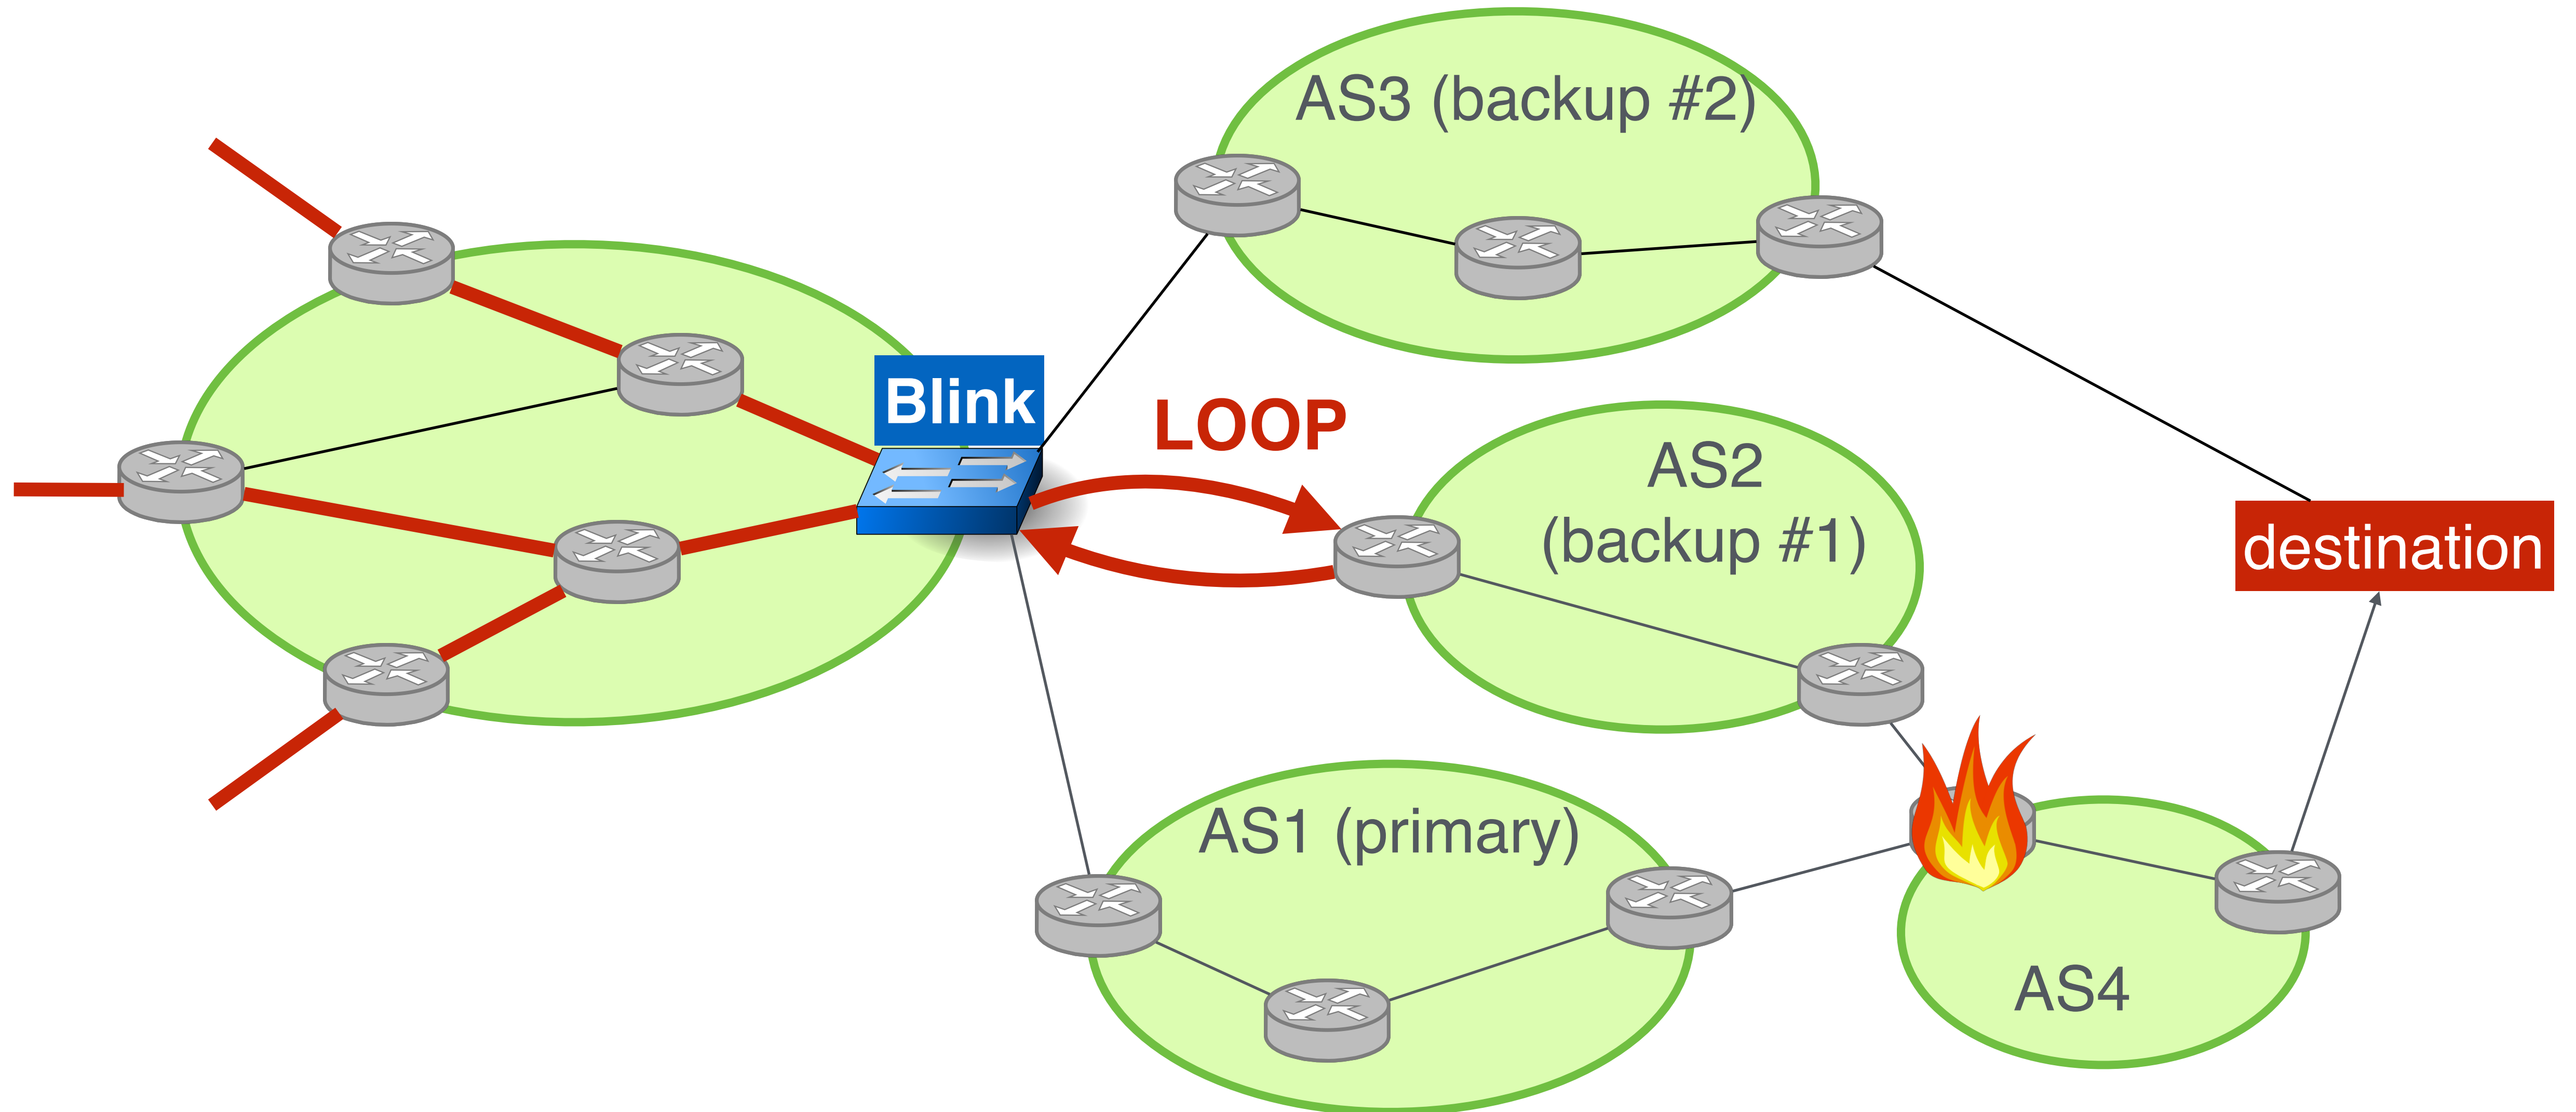 AS3 (backup #2)
Blink
LOOP
AS2
(backup #1)
destination
AS1 (primary)
AS4